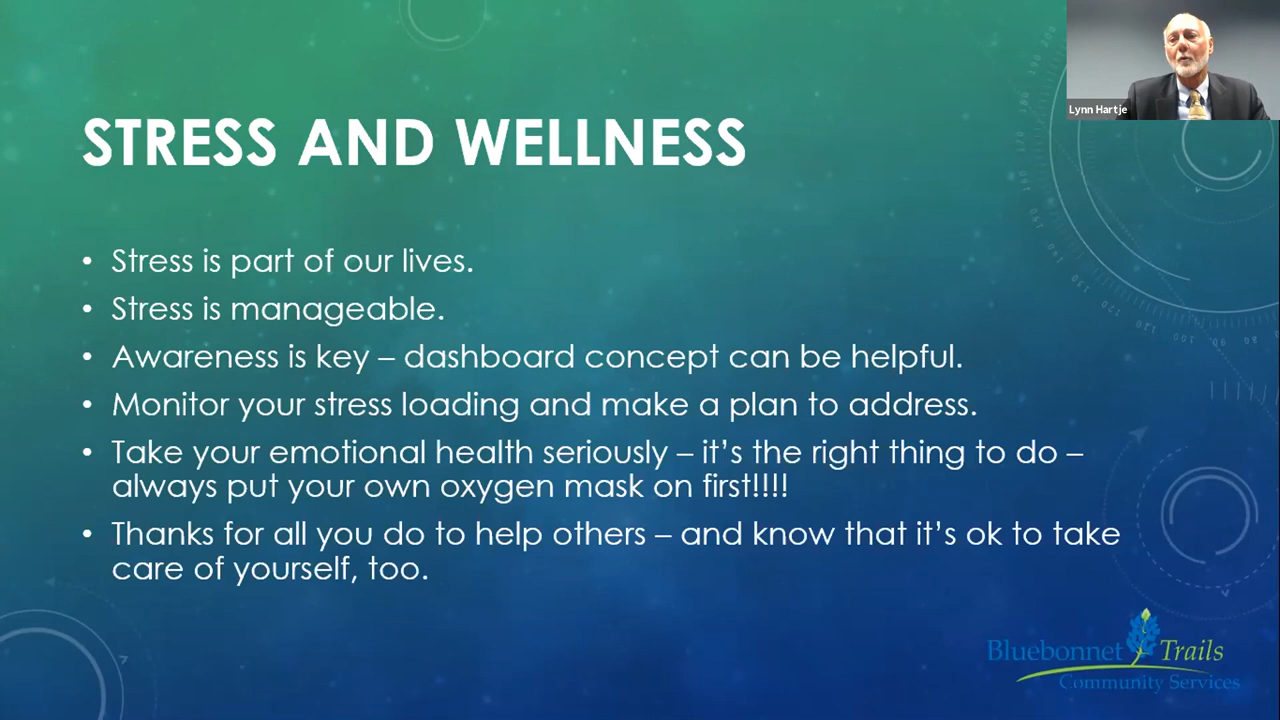 Lynn Hartje
STRESS AND WELLNESS
• Stress is part of our lives.
• Stress is manageable.
• Awareness is key – dashboard concept can be helpful.
• Monitor your stress loading and make a plan to address.
• Take your emotional health seriously – it’s the right thing to do –
always put your own oxygen mask on first!!!!
• Thanks for all you do to help others – and know that it’s ok to take
care of yourself, too.
Bluebonnet Trails
Community Services